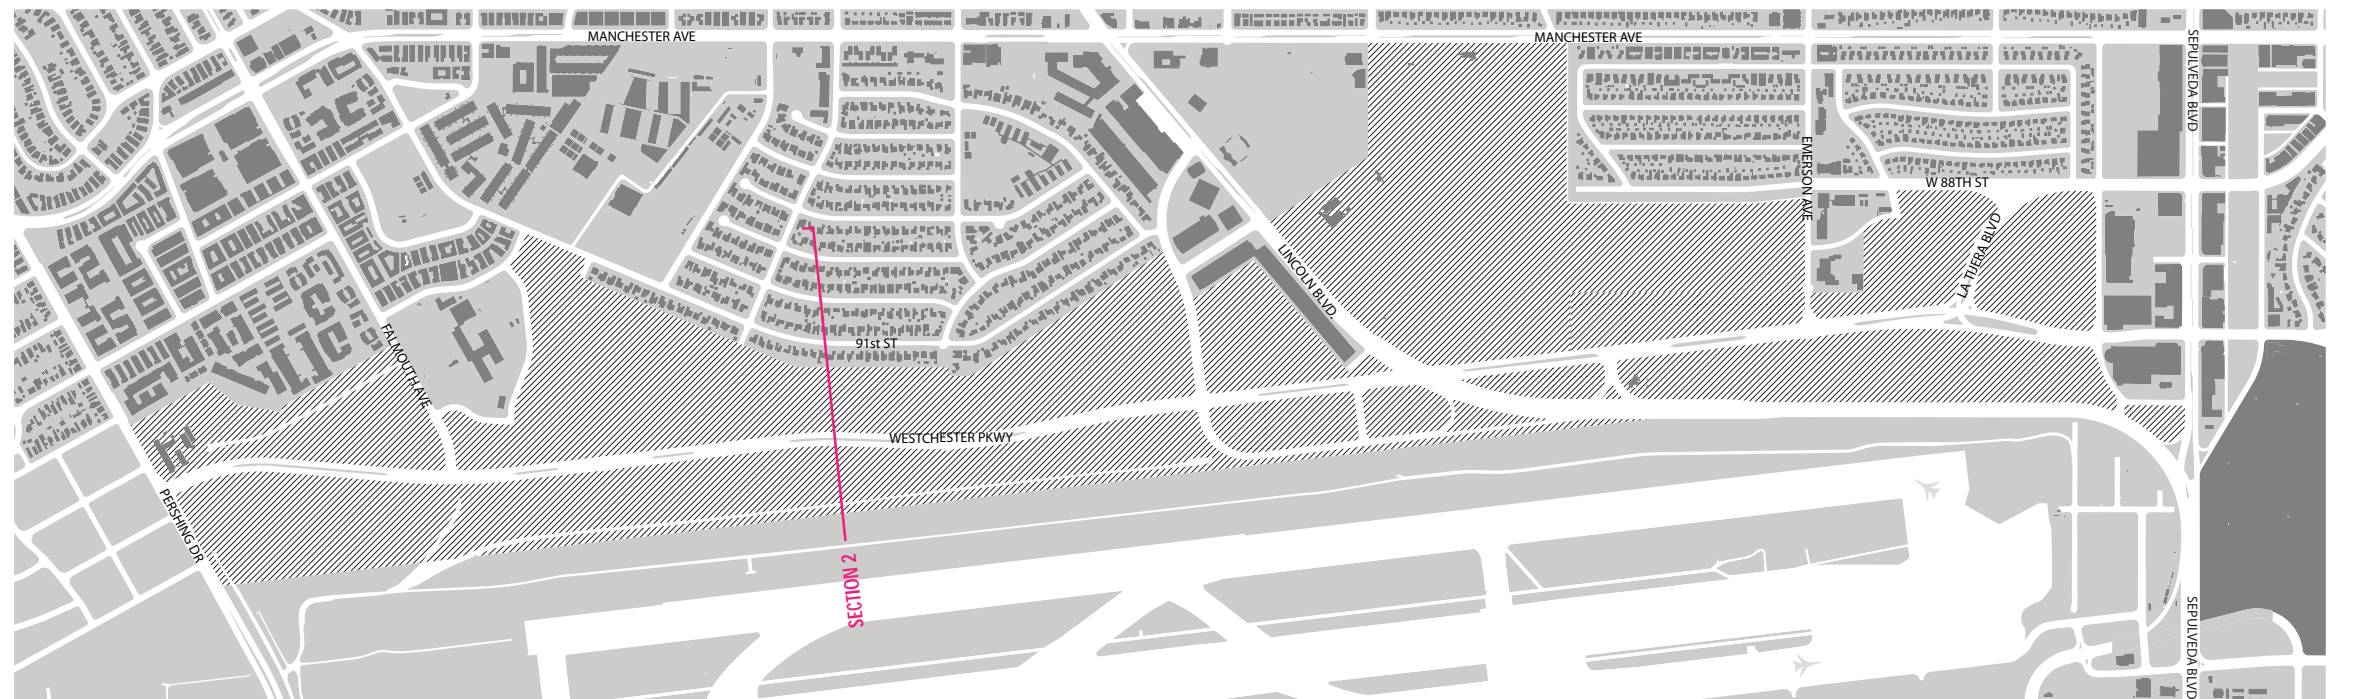 MANCHESTER AVE
MANCHESTER AVE
SEPULVEDA BLVD
EMERSON AVE
W 88TH ST
LA TIJERA BLVD
LINCOLN BLVD.
FALMOUTH AVE
91st ST
WESTCHESTER PKWY
PERSHING DR
SECTION 2
SEPULVEDA BLVD